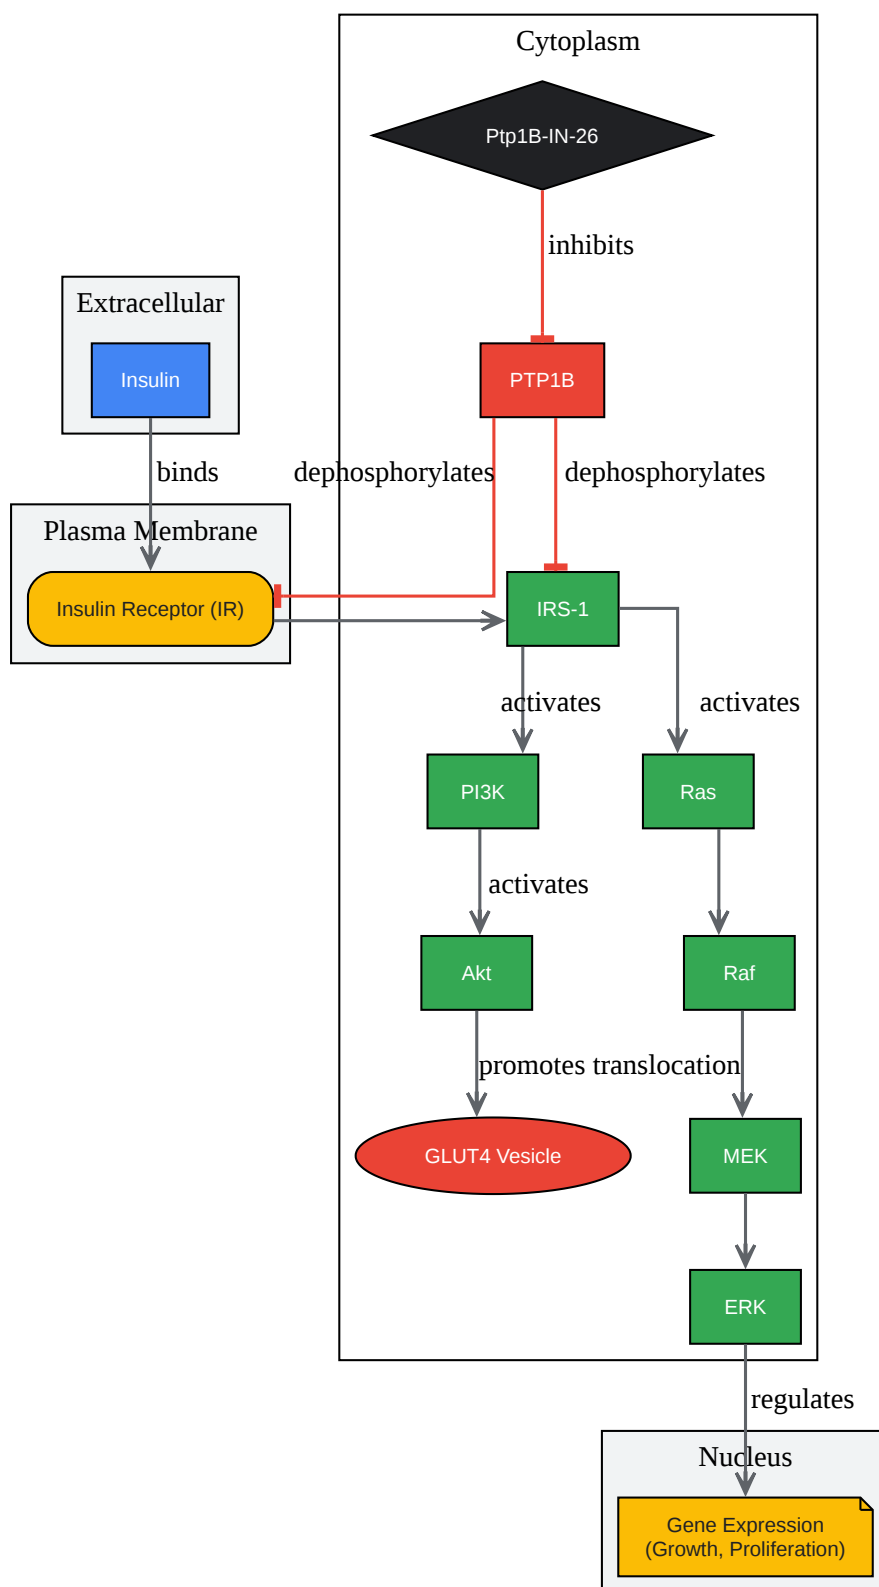 Cytoplasm
Ptp1B-IN-26
inhibits
Extracellular
Insulin
PTP1B
binds
dephosphorylates
dephosphorylates
Plasma Membrane
Insulin Receptor (IR)
IRS-1
activates
activates
PI3K
Ras
activates
Akt
Raf
promotes translocation
GLUT4 Vesicle
MEK
ERK
regulates
Nucleus
Gene Expression
(Growth, Proliferation)